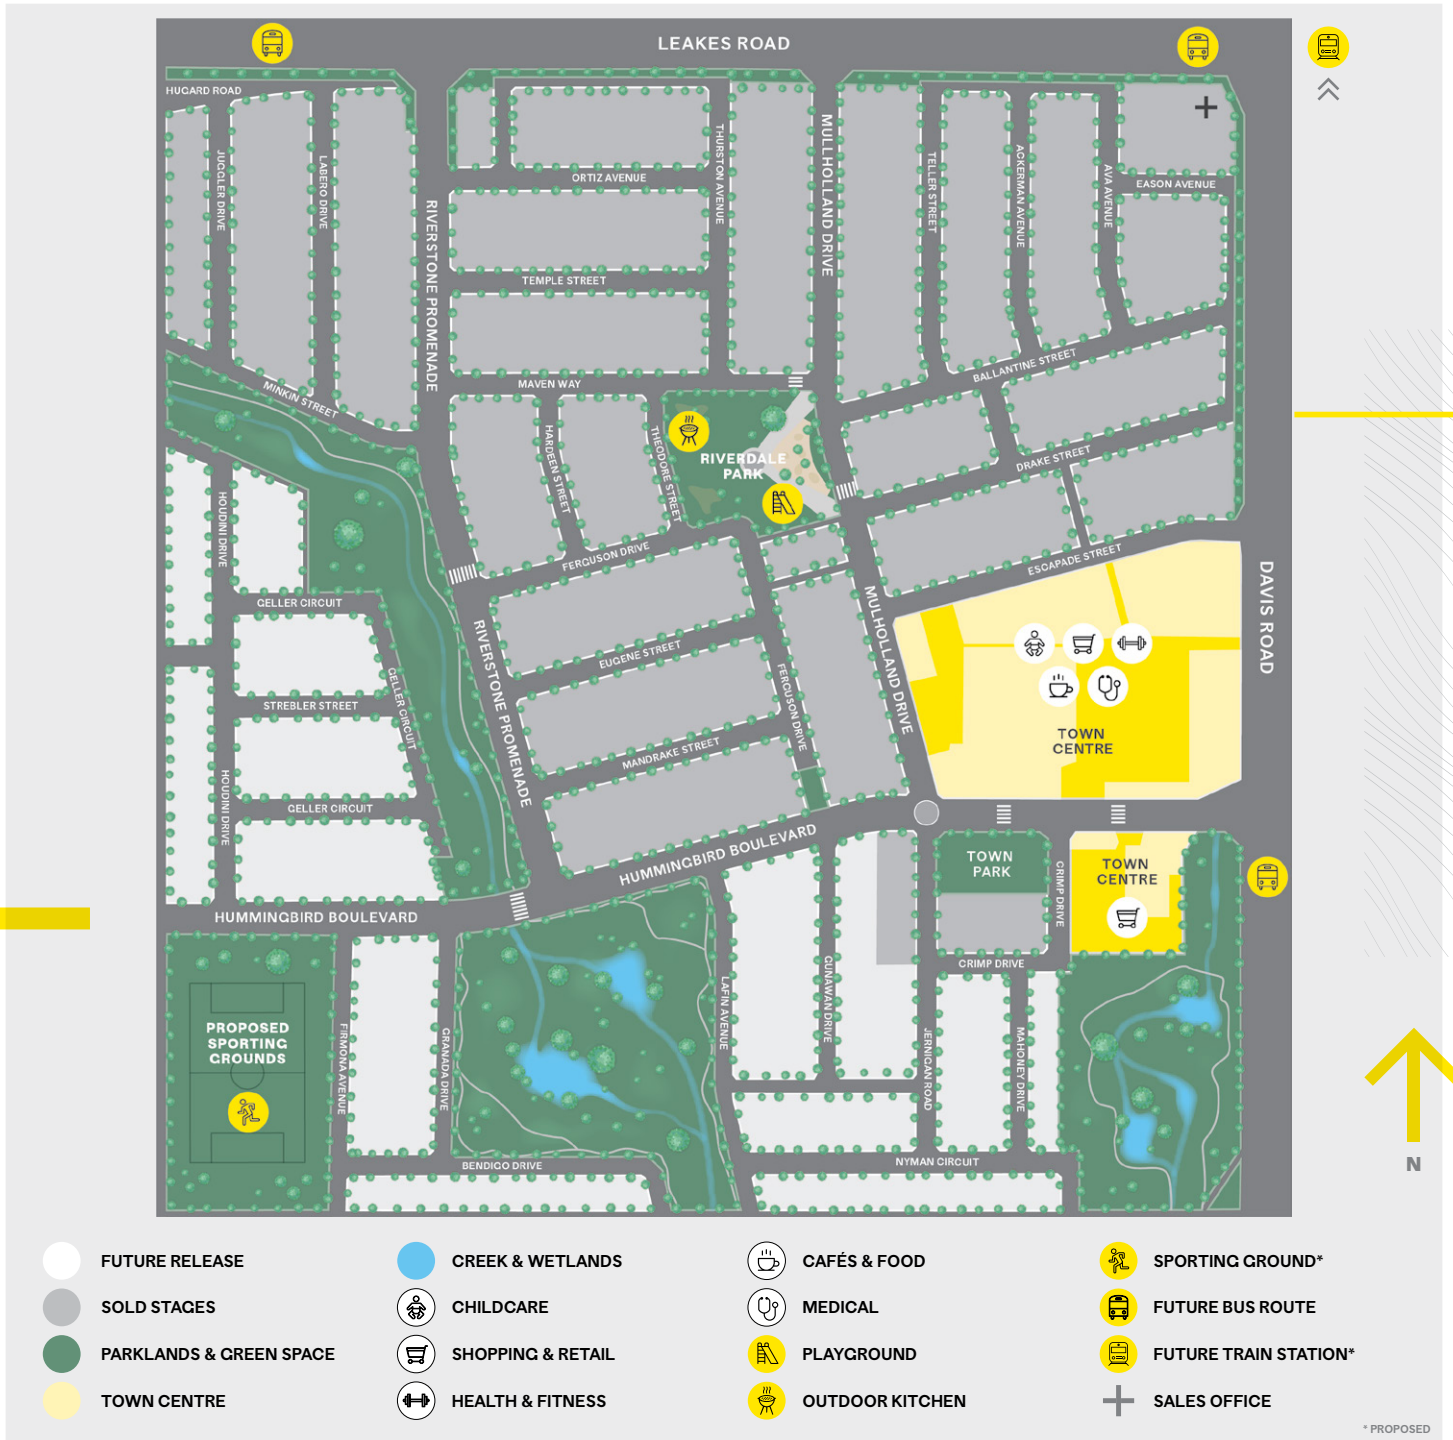 LEAKES ROAD
HUGARD ROAD
JUGGLER DRIVE
LABERO DRIVE
RIVERSTONE PROMENADE
THURSTON AVENUE
MULLHOLLAND DRIVE
TELLER STREET
ACKERMAN AVENUE
AVA AVENUE
EASON AVENUE
ORTIZ AVENUE
TEMPLE STREET
MAVEN WAY
BALLANTINE STREET
MINKIN STREET
HARDEEN STREET
THEODORE STREET
RIVERDALE
PARK
DRAKE STREET
HOUDINI DRIVE
FERGUSON DRIVE
ESCAPADE STREET
DAVIS ROAD
GELLER CIRCUIT
RIVERSTONE PROMENADE
EUGENE STREET
FERGUSON DRIVE
MULHOLLAND DRIVE
GELLER CIRCUIT
STREBLER STREET
MANDRAKE STREET
TOWN
CENTRE
HOUDINI DRIVE
GELLER CIRCUIT
HUMMINGBIRD BOULEVARD
TOWN
PARK
CRIMP DRIVE
TOWN
CENTRE
HUMMINGBIRD BOULEVARD
CRIMP DRIVE
PROPOSED
SPORTING
GROUNDS
FIRMONA AVENUE
GRANADA DRIVE
LAFIN AVENUE
GUNAWAN DRIVE
JERNIGAN ROAD
MAHONEY DRIVE
BENDIGO DRIVE
NYMAN CIRCUIT
N
FUTURE RELEASE
SOLD STAGES
PARKLANDS & GREEN SPACE
TOWN CENTRE
CREEK & WETLANDS
CHILDCARE
SHOPPING & RETAIL
HEALTH & FITNESS
CAFÉS & FOOD
MEDICAL
PLAYGROUND
OUTDOOR KITCHEN
SPORTING GROUND*
FUTURE BUS ROUTE
FUTURE TRAIN STATION*
SALES OFFICE
* PROPOSED